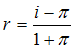 r = (i − π) / (1 + π)